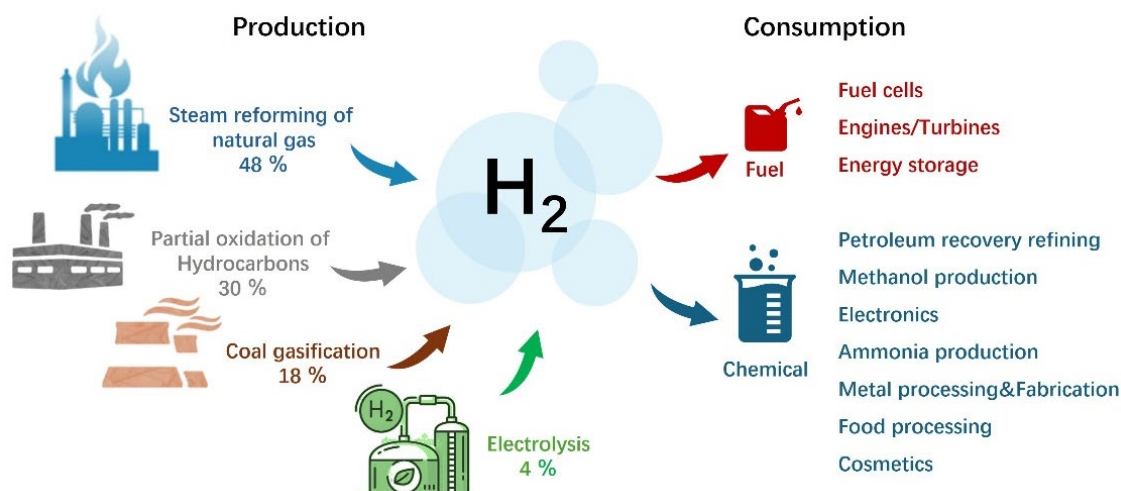 Production
Steam reforming of
natural gas
48 %
Partial oxidation of
Hydrocarbons
30 %
Coal gasification
18 %
H₂
Electrolysis
4 %
H₂
Consumption
Fuel
Fuel cells
Engines/Turbines
Energy storage
Chemical
Petroleum recovery refining
Methanol production
Electronics
Ammonia production
Metal processing&Fabrication
Food processing
Cosmetics